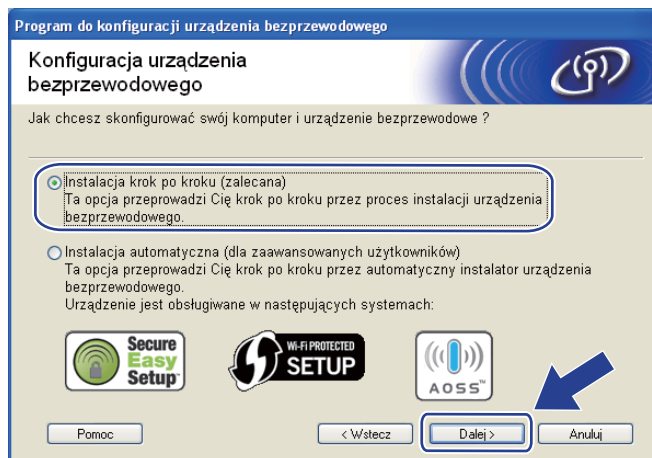 Program do konfiguracji urządzenia bezprzewodowego
Konfiguracja urządzenia
bezprzewodowego
Jak chcesz skonfigurować swój komputer i urządzenie bezprzewodowe ?
Instalacja krok po kroku (zalecana)
Ta opcja przeprowadzi Cię krok po kroku przez proces instalacji urządzenia
bezprzewodowego.
Instalacja automatyczna (dla zaawansowanych użytkowników)
Ta opcja przeprowadzi Cię krok po kroku przez automatyczny instalator urządzenia
bezprzewodowego.
Urządzenie jest obsługiwane w następujących systemach:
Secure
Easy
Setup
WI-FI PROTECTED
SETUP
AOSS™
Pomoc
< Wstecz
Dalej >
Anuluj